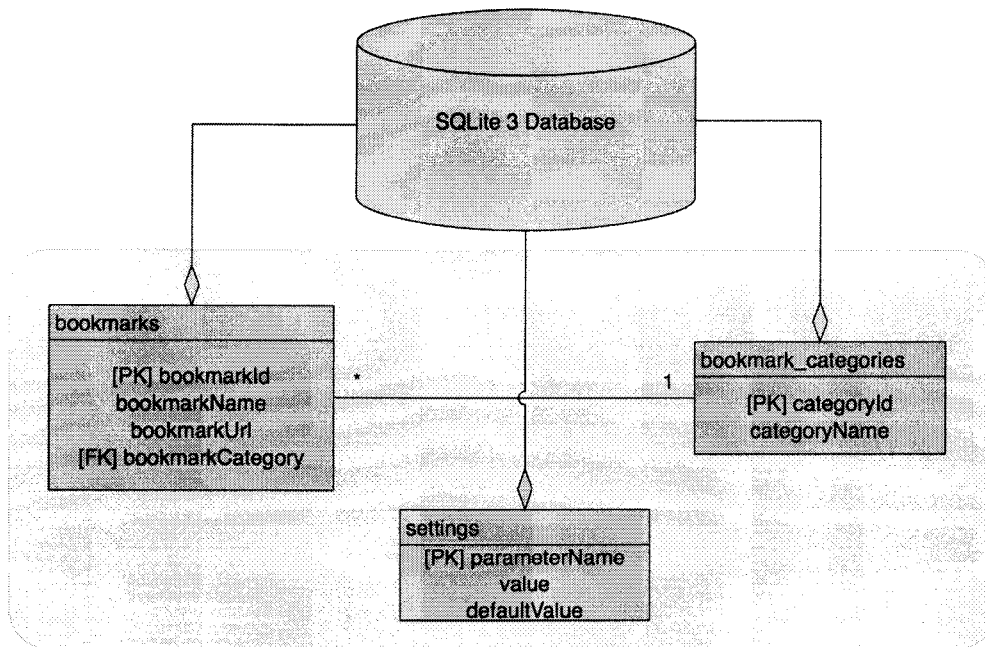 SQLite 3 Database
bookmarks
[PK] bookmarkId
bookmarkName
bookmarkUrl
[FK] bookmarkCategory
*
1
bookmark_categories
[PK] categoryId
categoryName
settings
[PK] parameterName
value
defaultValue